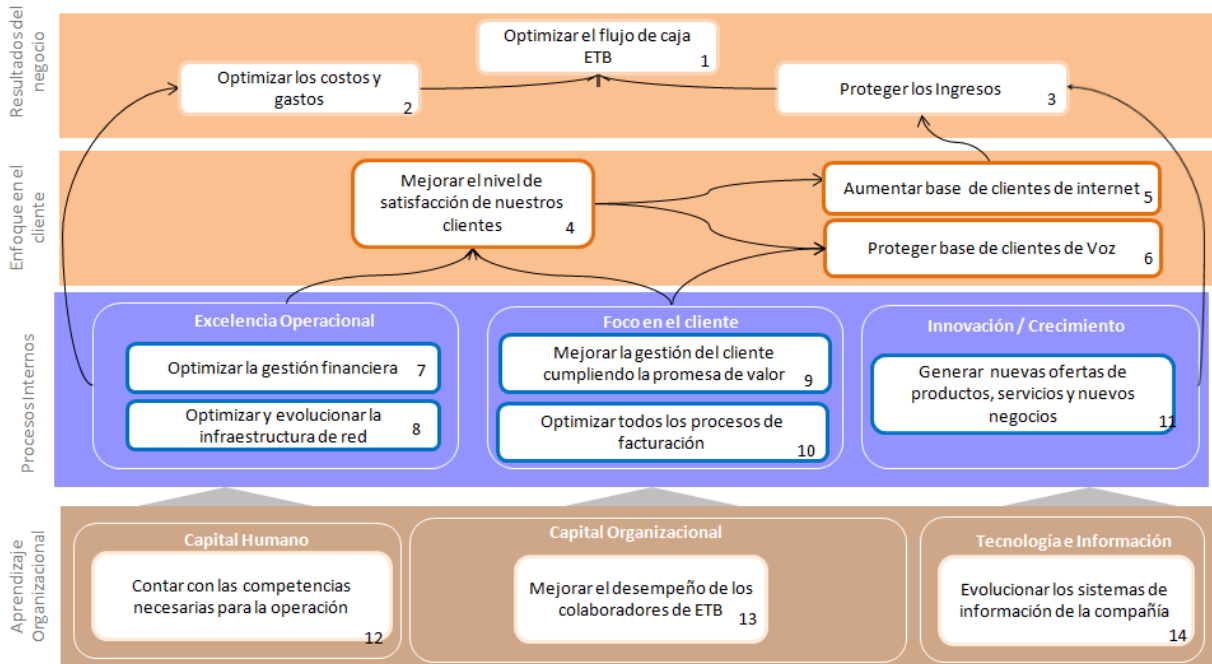 Resultados del
negocio
Optimizar el flujo de caja
ETB
1
Optimizar los costos y
gastos
2
Proteger los Ingresos
3
Enfoque en el
cliente
Mejorar el nivel de
satisfacción de nuestros
clientes
4
Aumentar base de clientes de internet
5
Proteger base de clientes de Voz
6
Procesos Internos
Excelencia Operacional
Optimizar la gestión financiera
7
Optimizar y evolucionar la
infraestructura de red
8
Foco en el cliente
Mejorar la gestión del cliente
cumpliendo la promesa de valor
9
Optimizar todos los procesos de
facturación
10
Innovación / Crecimiento
Generar nuevas ofertas de
productos, servicios y nuevos
negocios
11
Aprendizaje
Organizacional
Capital Humano
Contar con las competencias
necesarias para la operación
12
Capital Organizacional
Mejorar el desempeño de los
colaboradores de ETB
13
Tecnología e Información
Evolucionar los sistemas de
información de la compañía
14